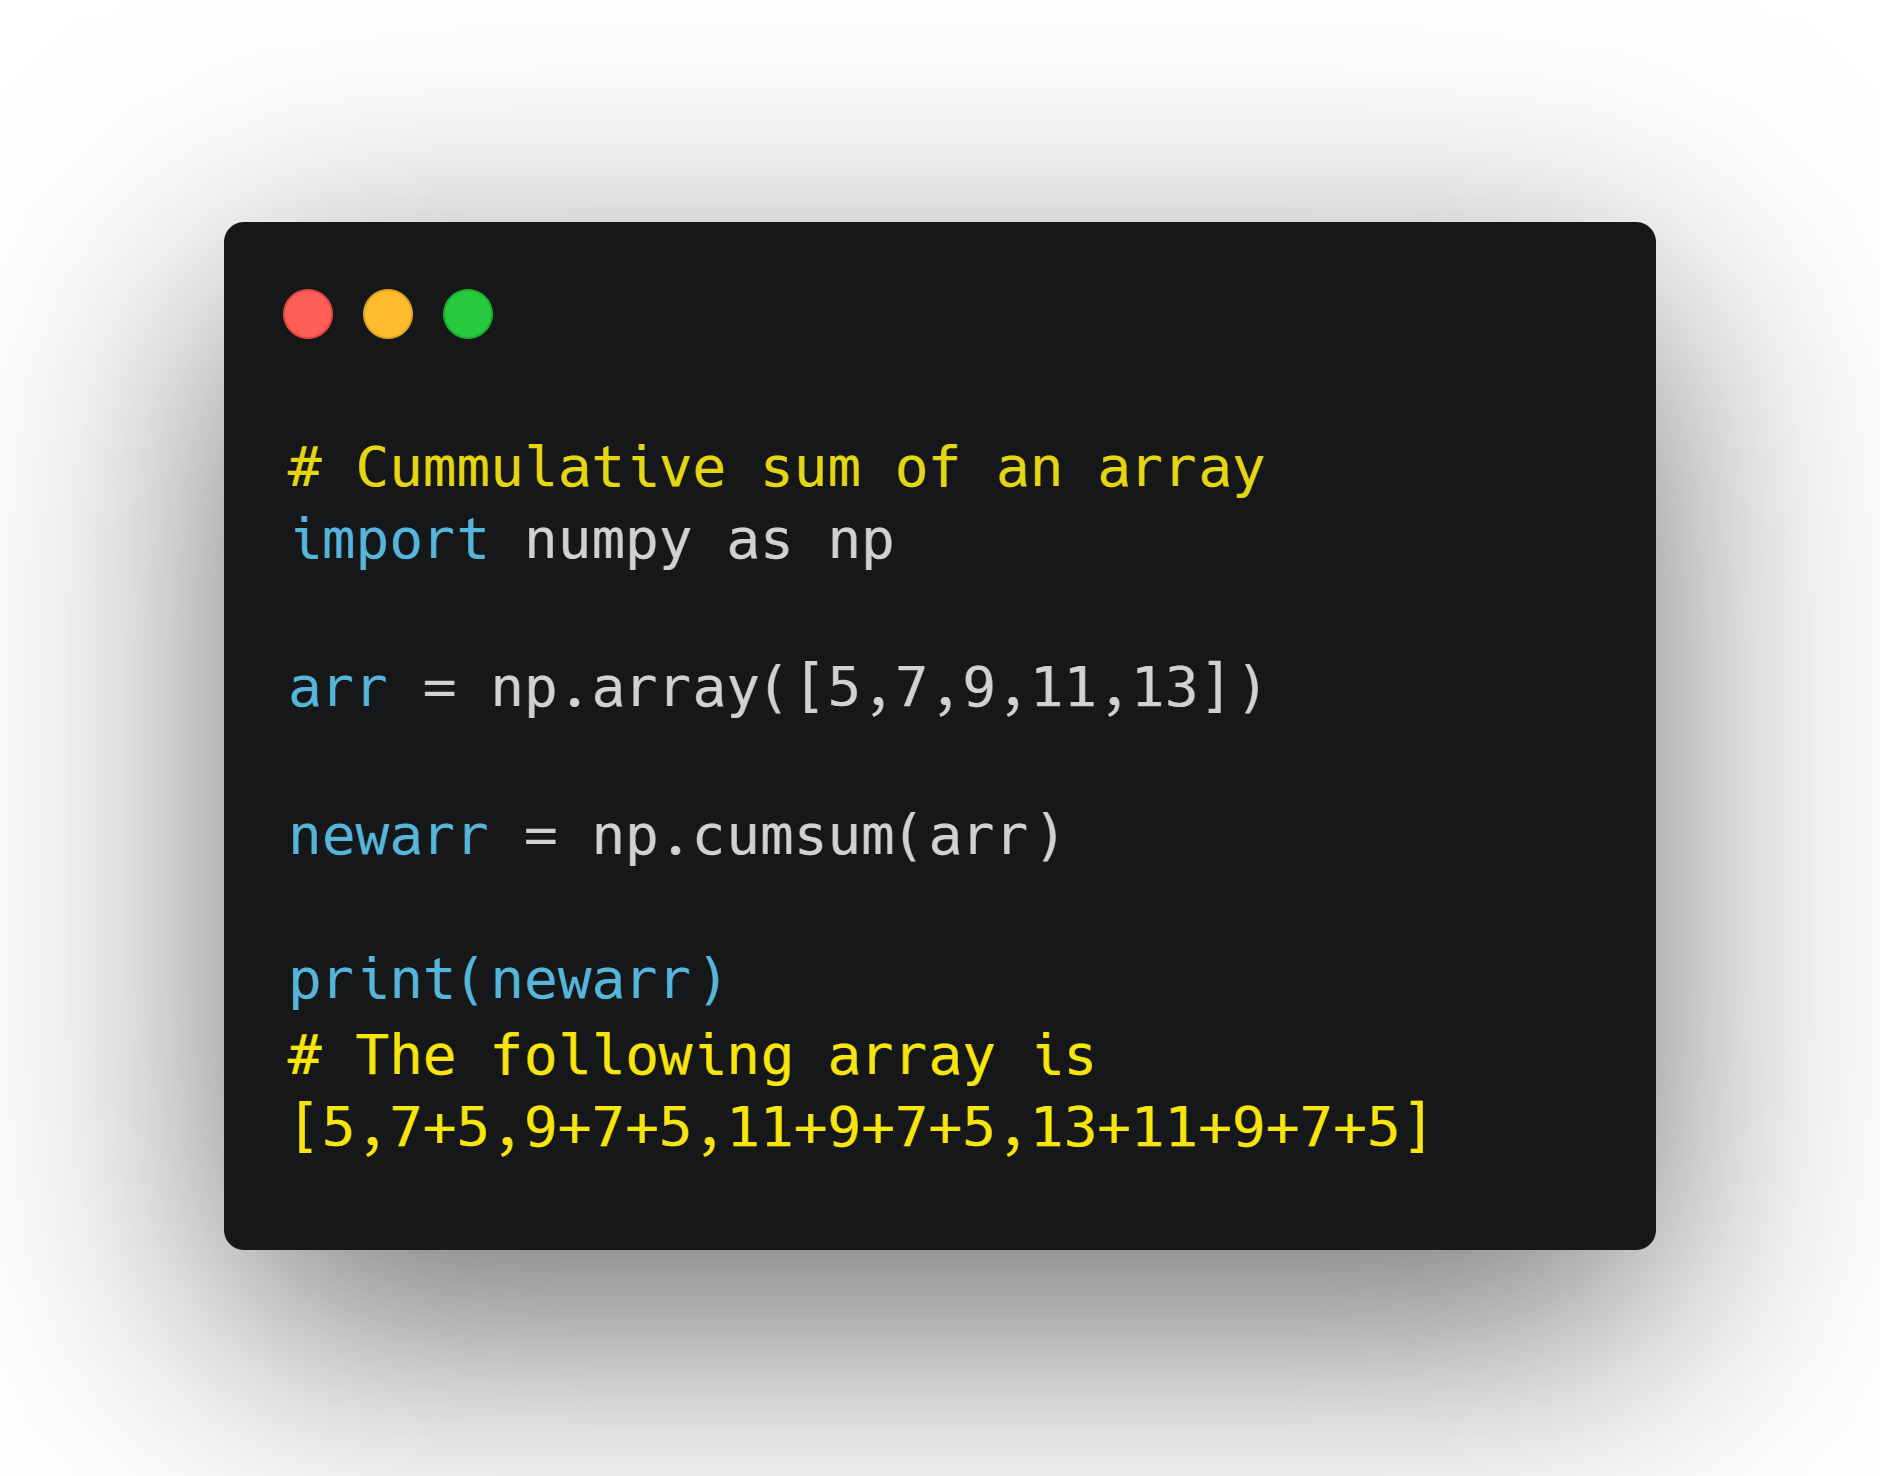 # Cummulative sum of an array
import numpy as np
arr = np.array([5,7,9,11,13])
newarr = np.cumsum(arr)
print(newarr)
# The following array is
[5,7+5,9+7+5,11+9+7+5,13+11+9+7+5]